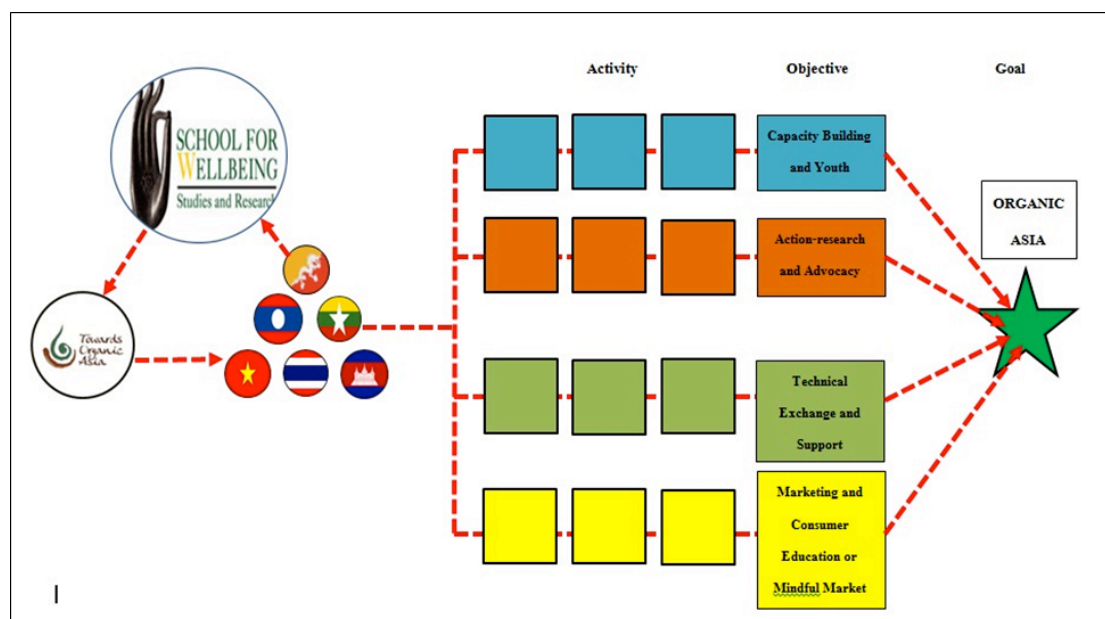 SCHOOL FOR
WELLBEING
Studies and Research
Towards
Organic
Asia
Activity
Objective
Goal
Capacity Building
and Youth
Action-research
and Advocacy
Technical
Exchange and
Support
Marketing and
Consumer
Education or
Mindful Market
ORGANIC
ASIA